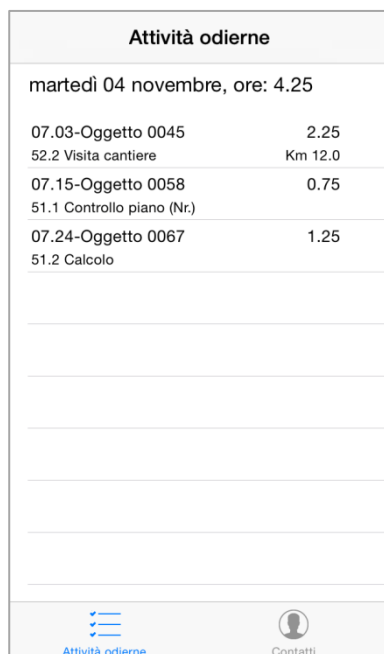 Attività odierne
martedì 04 novembre, ore: 4.25
07.03-Oggetto 0045 2.25
52.2 Visita cantiere Km 12.0
07.15-Oggetto 0058 0.75
51.1 Controllo piano (Nr.)
07.24-Oggetto 0067 1.25
51.2 Calcolo
Attività odierne Contatti